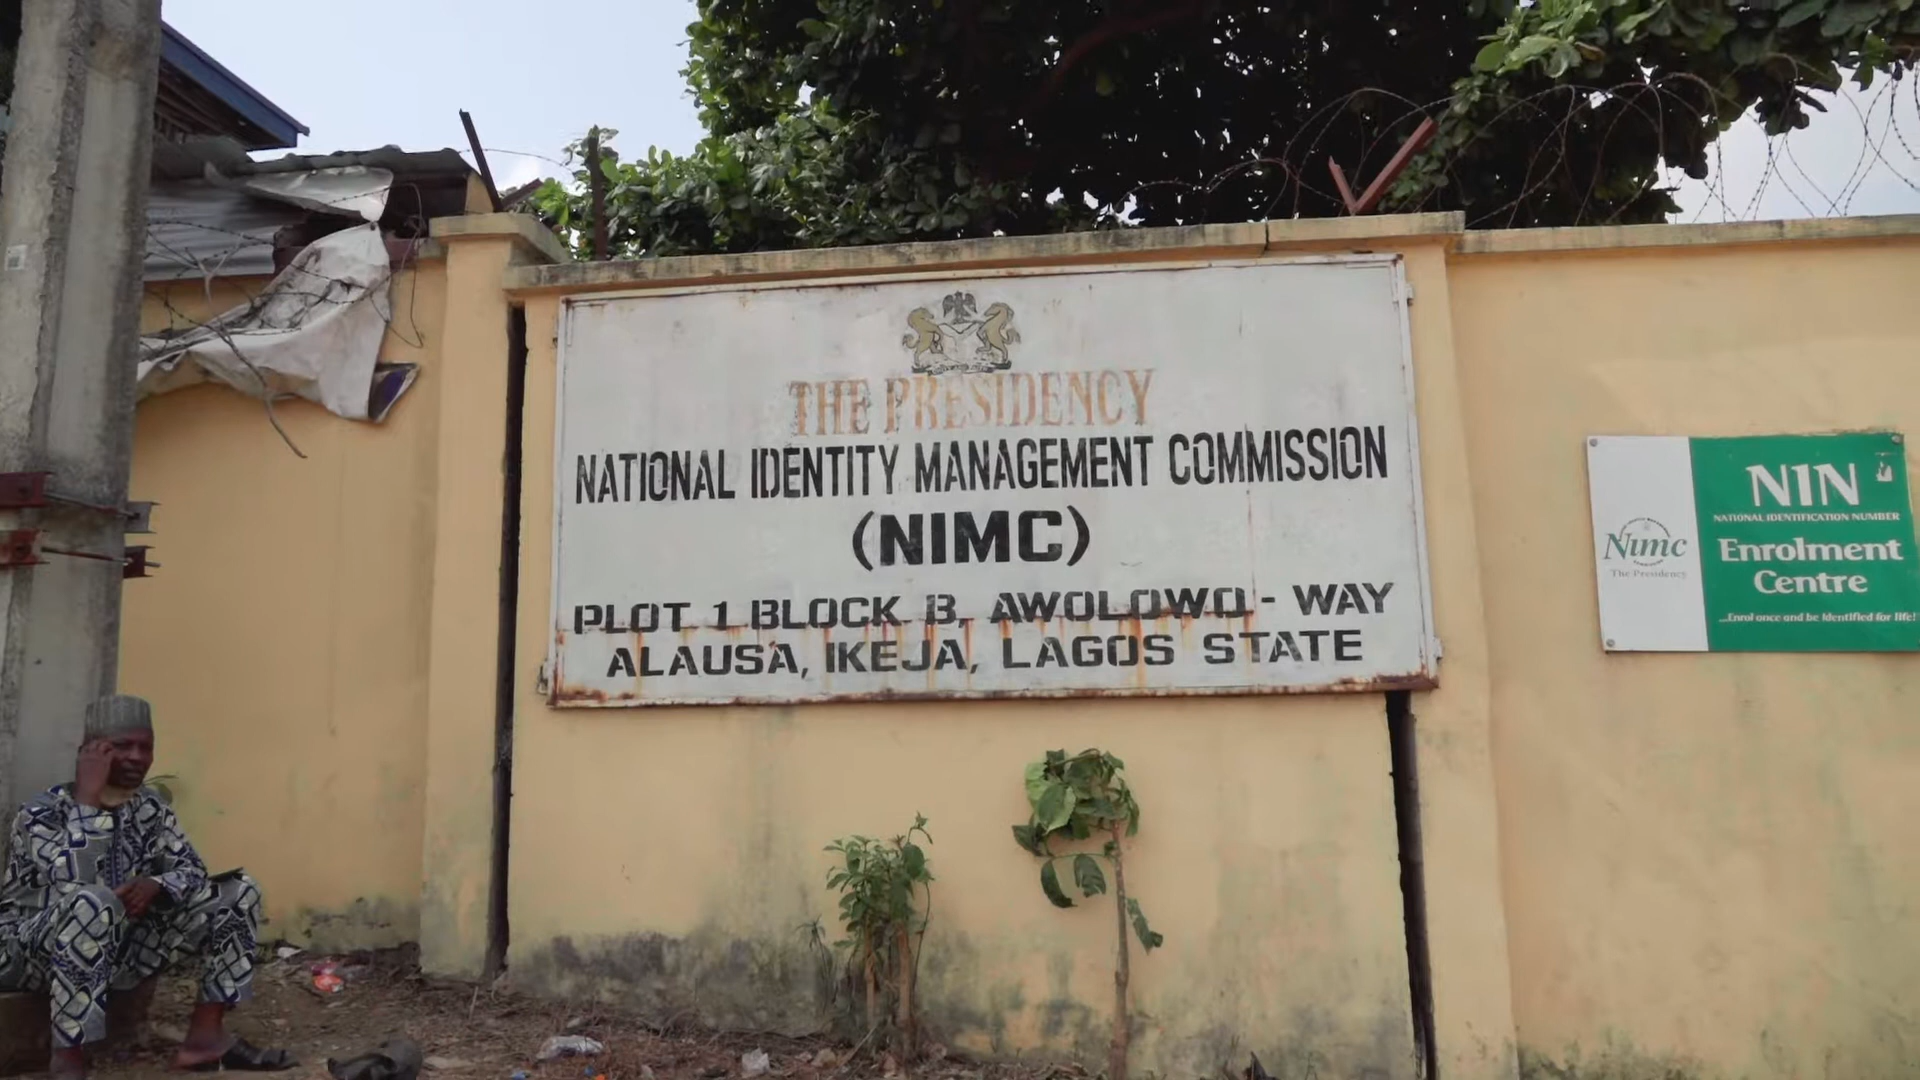 THE PRESIDENCY
NATIONAL IDENTITY MANAGEMENT COMMISSION
(NIMC)
PLOT 1 BLOCK B, AWOLOWO - WAY
ALAUSA, IKEJA, LAGOS STATE
Nimc
The Presidency
NIN
NATIONAL IDENTIFICATION NUMBER
Enrolment
Centre
...Enrol once and be identified for life!